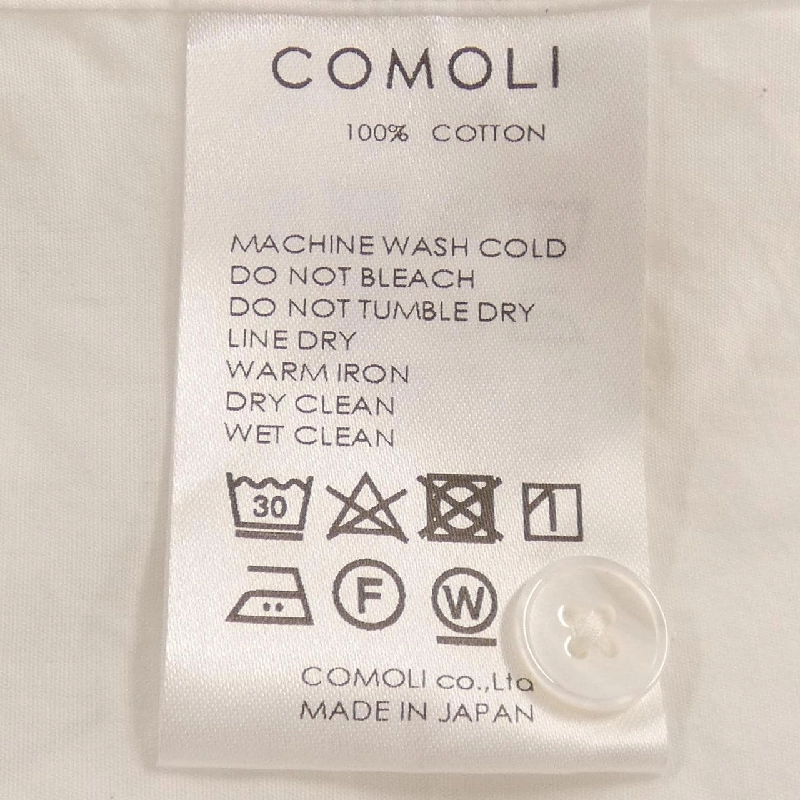 COMOLI
100% COTTON
MACHINE WASH COLD
DO NOT BLEACH
DO NOT TUMBLE DRY
LINE DRY
WARM IRON
DRY CLEAN
WET CLEAN
30
F W
COMOLI co.,Ltd
MADE IN JAPAN